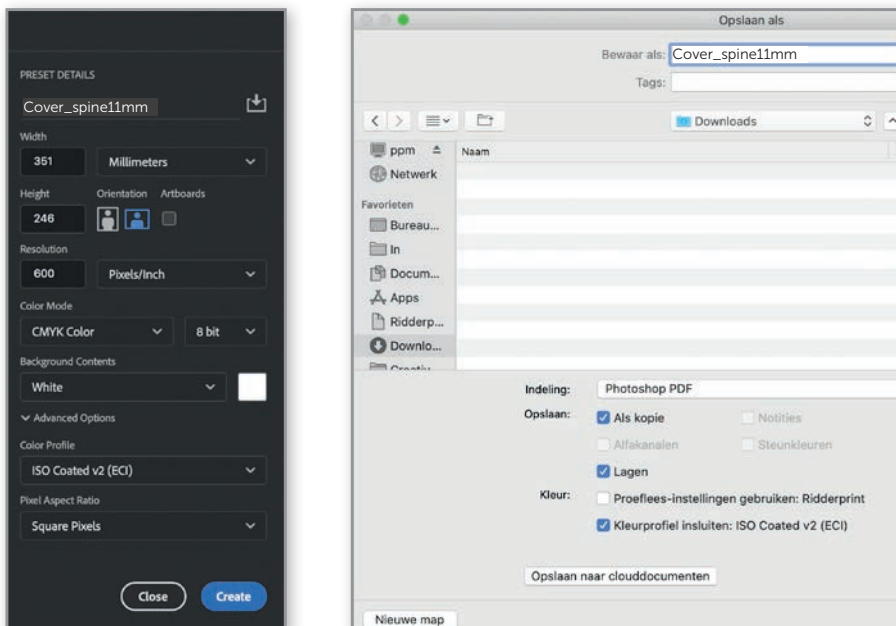 PRESET DETAILS
Cover_spine11mm
Width
351 Millimeters
Height Orientation Artboards
246
Resolution
600 Pixels/Inch
Color Mode
CMYK Color 8 bit
Background Contents
White
Advanced Options
Color Profile
ISO Coated v2 (ECI)
Pixel Aspect Ratio
Square Pixels
Close Create
Opslaan als
Bewaar als: Cover_spine11mm
Tags:
Downloads
ppm
Naam
Netwerk
Favorieten
Bureau...
In
Docum...
Apps
Ridderp...
Downlo...
Creativ...
Indeling: Photoshop PDF
Opslaan: Als kopie Notities
Alfakanalen Steunkleuren
Lagen
Kleur: Proeflees-instellingen gebruiken: Ridderprint
Kleurprofiel insluiten: ISO Coated v2 (ECI)
Opslaan naar clouddocumenten
Nieuwe map